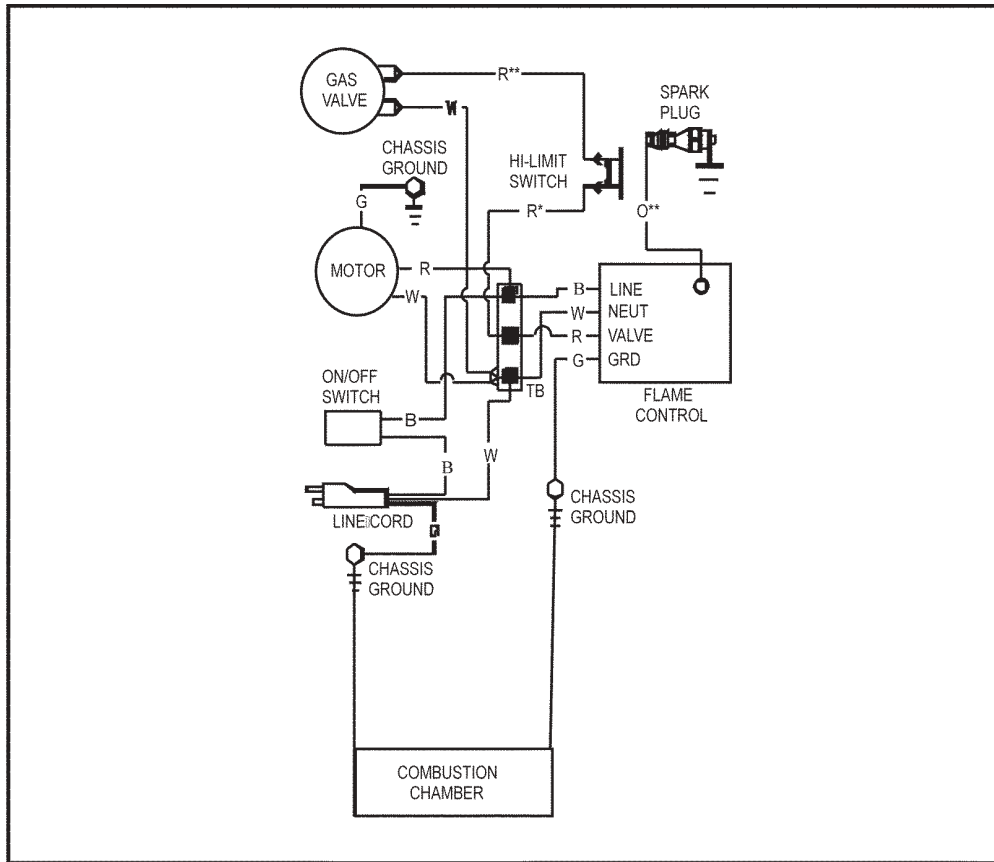 GAS
VALVE
R**
W
SPARK
PLUG
CHASSIS
GROUND
HI-LIMIT
SWITCH
G
R*
O**
MOTOR
R
W
B
LINE
W
NEUT
R
VALVE
G
GRD
TB
FLAME
CONTROL
ON/OFF
SWITCH
B
B
W
LINE CORD
G
CHASSIS
GROUND
CHASSIS
GROUND
COMBUSTION
CHAMBER